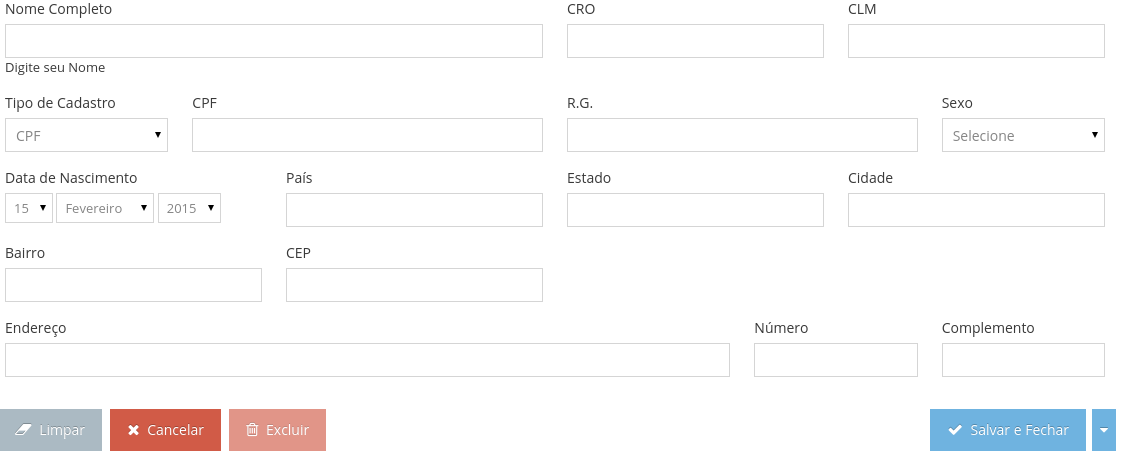 Nome Completo CRO CLM
Digite seu Nome
Tipo de Cadastro CPF R.G. Sexo
CPF Selecione
Data de Nascimento País Estado Cidade
15 Fevereiro 2015
Bairro CEP
Endereço Número Complemento
Limpar Cancelar Excluir Salvar e Fechar